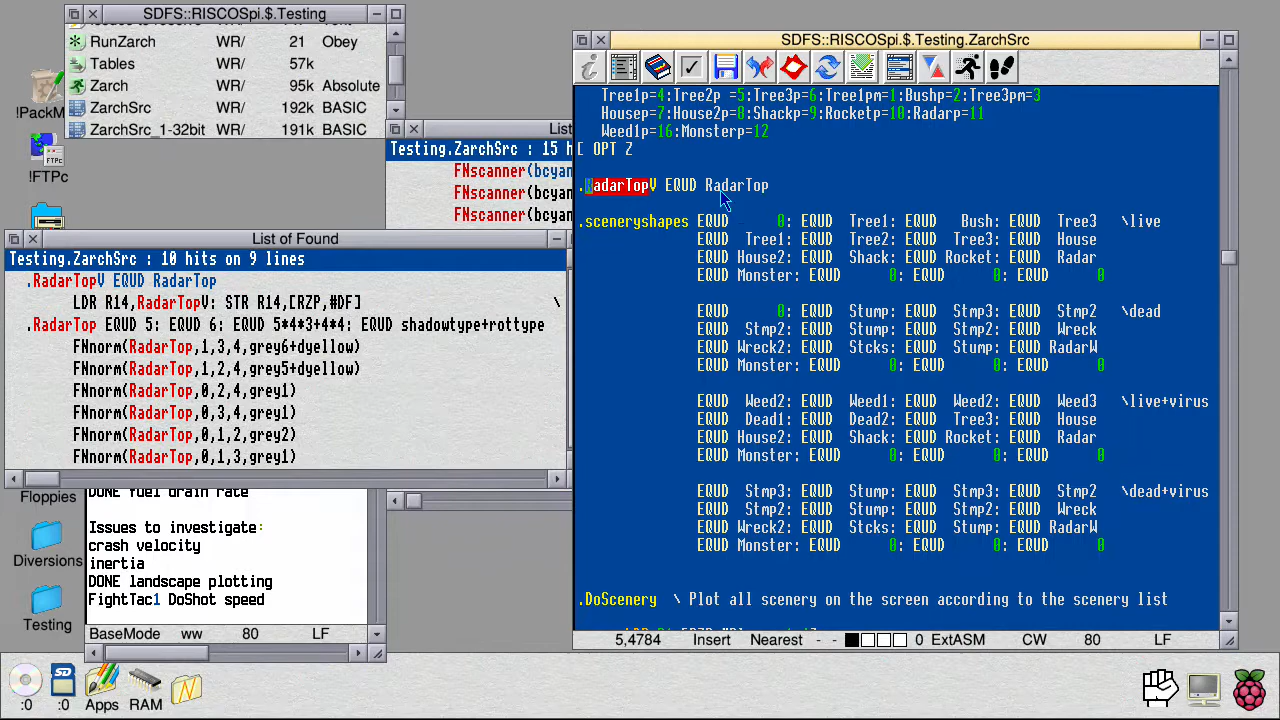 SDFS::RISCOSpi.$.Testing
RunZarch WR/ 21 Obey
Tables WR/ 57k
Zarch WR/ 95k Absolute
ZarchSrc WR/ 192k BASIC
ZarchSrc_1-32bit WR/ 191k BASIC
!PackM
!FTPc
List
Testing.ZarchSrc : 15 h
FNscanner(bcyan
FNscanner(bcyan
FNscanner(bcyan
List of Found
Testing.ZarchSrc : 10 hits on 9 lines
.RadarTopV EQUD RadarTop
LDR R14,RadarTopV: STR R14,[RZP,#DF] \
.RadarTop EQUD 5: EQUD 6: EQUD 5*4*3+4*4: EQUD shadowtype+rottype
FNnorm(RadarTop,1,3,4,grey6+dyellow)
FNnorm(RadarTop,1,2,4,grey5+dyellow)
FNnorm(RadarTop,0,2,4,grey1)
FNnorm(RadarTop,0,3,4,grey1)
FNnorm(RadarTop,0,1,2,grey2)
FNnorm(RadarTop,0,1,3,grey1)
Floppies
Diversions
Testing
DONE fuel drain rate
Issues to investigate:
crash velocity
inertia
DONE landscape plotting
FightTac1 DoShot speed
BaseMode ww 80 LF
SDFS::RISCOSpi.$.Testing.ZarchSrc
Tree1p=4:Tree2p =5:Tree3p=6:Tree1pm=1:Bushp=2:Tree3pm=3
Housep=7:House2p=8:Shackp=9:Rocketp=10:Radarp=11
Weed1p=16:Monsterp=12
[ OPT Z
.RadarTopV EQUD RadarTop
.sceneryshapes EQUD 0: EQUD Tree1: EQUD Bush: EQUD Tree3 \live
EQUD Tree1: EQUD Tree2: EQUD Tree3: EQUD House
EQUD House2: EQUD Shack: EQUD Rocket: EQUD Radar
EQUD Monster: EQUD 0: EQUD 0: EQUD 0
EQUD 0: EQUD Stump: EQUD Stmp3: EQUD Stmp2 \dead
EQUD Stmp2: EQUD Stump: EQUD Stmp2: EQUD Wreck
EQUD Wreck2: EQUD Stcks: EQUD Stump: EQUD RadarW
EQUD Monster: EQUD 0: EQUD 0: EQUD 0
EQUD Weed2: EQUD Weed1: EQUD Weed2: EQUD Weed3 \live+virus
EQUD Dead1: EQUD Dead2: EQUD Tree3: EQUD House
EQUD House2: EQUD Shack: EQUD Rocket: EQUD Radar
EQUD Monster: EQUD 0: EQUD 0: EQUD 0
EQUD Stmp3: EQUD Stump: EQUD Stmp3: EQUD Stmp2 \dead+virus
EQUD Stmp2: EQUD Stump: EQUD Stmp2: EQUD Wreck
EQUD Wreck2: EQUD Stcks: EQUD Stump: EQUD RadarW
EQUD Monster: EQUD 0: EQUD 0: EQUD 0
.DoScenery \ Plot all scenery on the screen according to the scenery list
5,4784 Insert Nearest - - 0 ExtASM CW 80 LF
:0 :0 Apps RAM